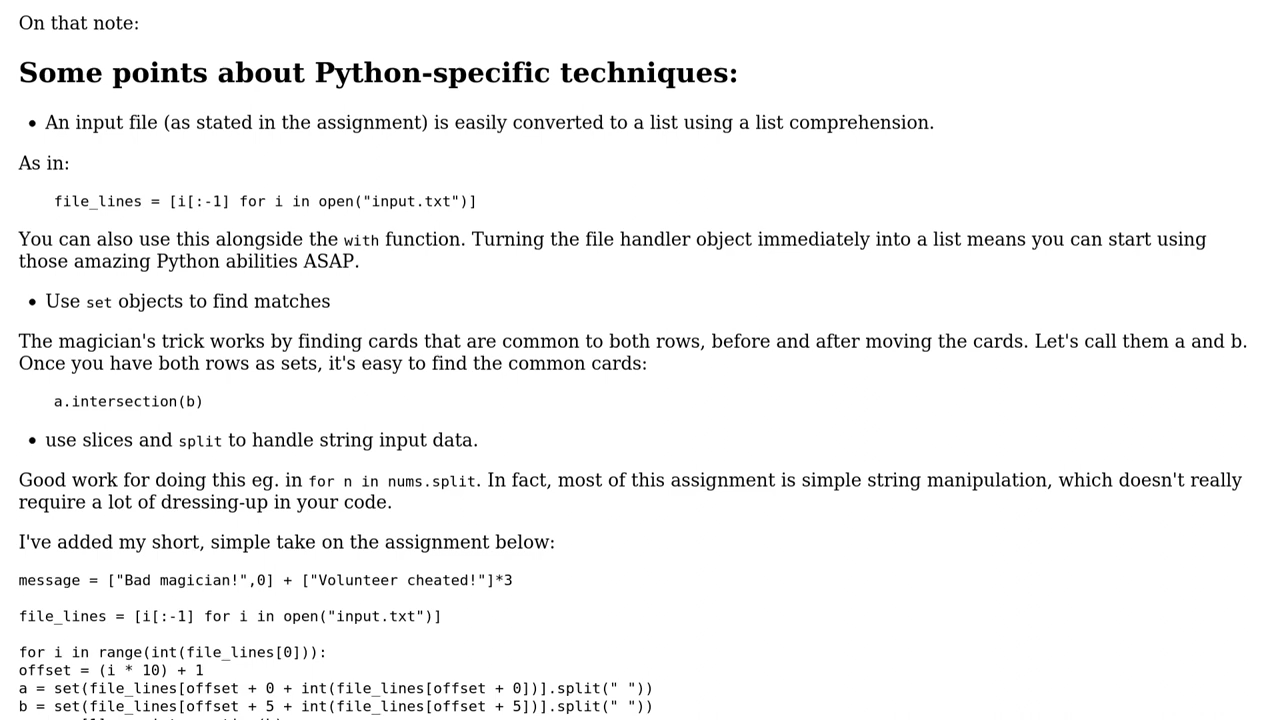 On that note:
Some points about Python-specific techniques:
• An input file (as stated in the assignment) is easily converted to a list using a list comprehension.
As in:
file_lines = [i[:-1] for i in open("input.txt")]
You can also use this alongside the with function. Turning the file handler object immediately into a list means you can start using
those amazing Python abilities ASAP.
• Use set objects to find matches
The magician's trick works by finding cards that are common to both rows, before and after moving the cards. Let's call them a and b.
Once you have both rows as sets, it's easy to find the common cards:
a.intersection(b)
• use slices and split to handle string input data.
Good work for doing this eg. in for n in nums.split. In fact, most of this assignment is simple string manipulation, which doesn't really
require a lot of dressing-up in your code.
I've added my short, simple take on the assignment below:
message = ["Bad magician!",0] + ["Volunteer cheated!"]*3
file_lines = [i[:-1] for i in open("input.txt")]
for i in range(int(file_lines[0])):
offset = (i * 10) + 1
a = set(file_lines[offset + 0 + int(file_lines[offset + 0])].split(" "))
b = set(file_lines[offset + 5 + int(file_lines[offset + 5])].split(" "))